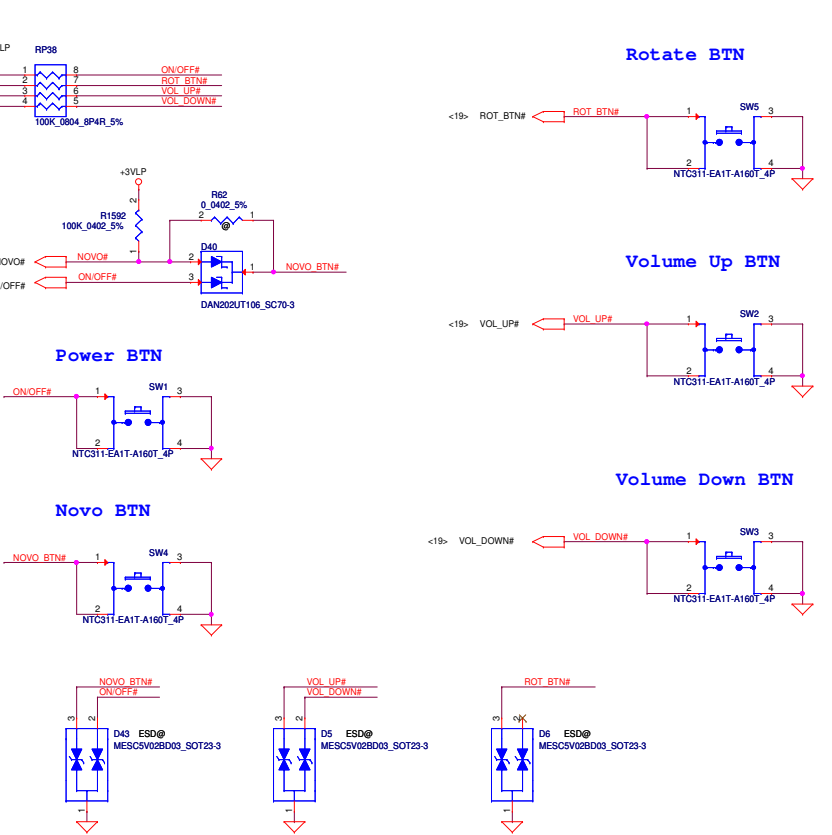 LP
RP38
1
8
ON/OFF#
2
7
ROT_BTN#
3
6
VOL_UP#
4
5
VOL_DOWN#
100K_0804_8P4R_5%
+3VLP
2
R1592
100K_0402_5%
1
R62
0_0402_5%
2
1
@
D40
OVO#
NOVO#
2
/OFF#
ON/OFF#
3
1
NOVO_BTN#
DAN202UT106_SC70-3
Power BTN
ON/OFF#
1
SW1
3
2
4
NTC311-EA1T-A160T_4P
Novo BTN
NOVO_BTN#
1
SW4
3
2
4
NTC311-EA1T-A160T_4P
Rotate BTN
<19> ROT_BTN#
ROT_BTN#
1
SW5
3
2
4
NTC311-EA1T-A160T_4P
Volume Up BTN
<19> VOL_UP#
VOL_UP#
1
SW2
3
2
4
NTC311-EA1T-A160T_4P
Volume Down BTN
<19> VOL_DOWN#
VOL_DOWN#
1
SW3
3
2
4
NTC311-EA1T-A160T_4P
NOVO_BTN#
ON/OFF#
3
2
D43 ESD@
MESC5V02BD03_SOT23-3
1
VOL_UP#
VOL_DOWN#
3
2
D5 ESD@
MESC5V02BD03_SOT23-3
1
ROT_BTN#
3
2
D6 ESD@
MESC5V02BD03_SOT23-3
1